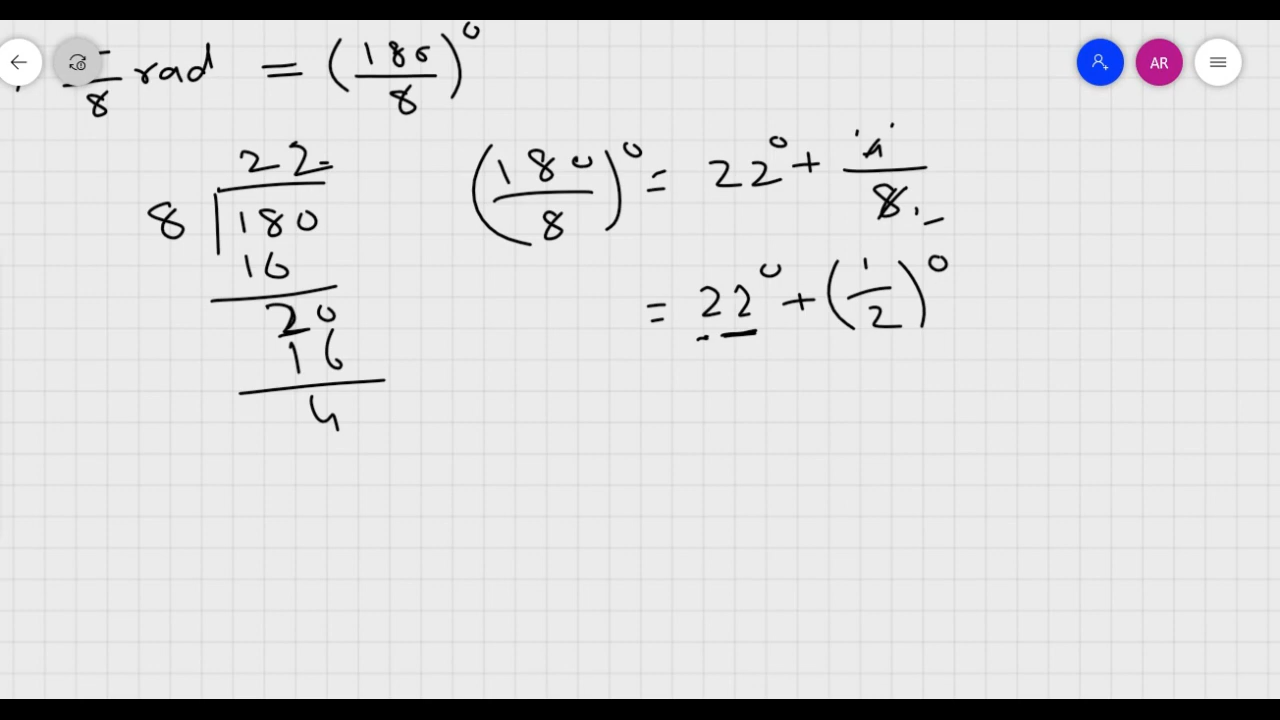 8 rad = (180/8)°
22
8 180
16
20
16
4
(180/8)° = 22° + 4/8
= 22° + (1/2)°
AR